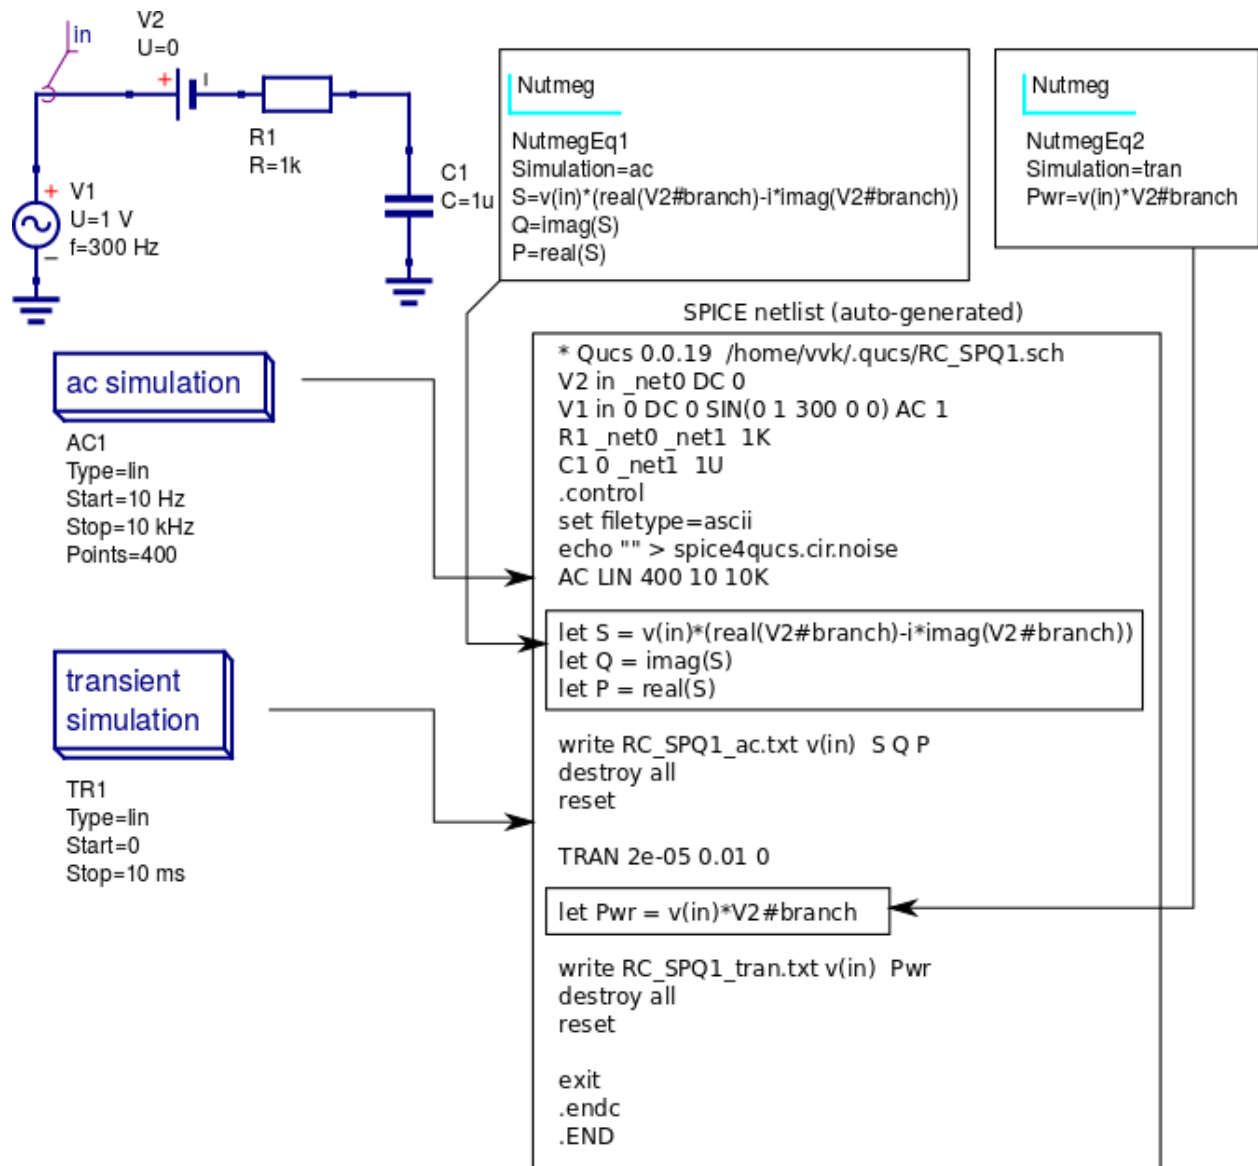 in
V2
U=0
+
I
R1
R=1k
C1
C=1u
+
V1
U=1 V
f=300 Hz
−
Nutmeg
NutmegEq1
Simulation=ac
S=v(in)*(real(V2#branch)-i*imag(V2#branch))
Q=imag(S)
P=real(S)
Nutmeg
NutmegEq2
Simulation=tran
Pwr=v(in)*V2#branch
ac simulation
AC1
Type=lin
Start=10 Hz
Stop=10 kHz
Points=400
transient
simulation
TR1
Type=lin
Start=0
Stop=10 ms
SPICE netlist (auto-generated)
* Qucs 0.0.19  /home/vvk/.qucs/RC_SPQ1.sch
V2 in _net0 DC 0
V1 in 0 DC 0 SIN(0 1 300 0 0) AC 1
R1 _net0 _net1  1K
C1 0 _net1  1U
.control
set filetype=ascii
echo "" > spice4qucs.cir.noise
AC LIN 400 10 10K
let S = v(in)*(real(V2#branch)-i*imag(V2#branch))
let Q = imag(S)
let P = real(S)
write RC_SPQ1_ac.txt v(in)  S Q P
destroy all
reset
TRAN 2e-05 0.01 0
let Pwr = v(in)*V2#branch
write RC_SPQ1_tran.txt v(in)  Pwr
destroy all
reset
exit
.endc
.END